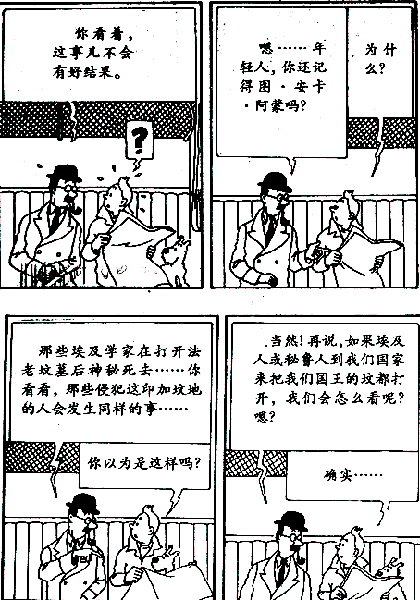 你看着，
这事儿不会
有好结果。
?
嗯……年
轻人，你还记
得图·安卡
·阿蒙吗？
为什
么？
那些埃及学家在打开法
老坟墓后神秘死去……你
看看，那些侵犯这印加坟地
的人会发生同样的事……
你以为是这样吗？
当然！再说，如果埃及
人或秘鲁人到我们国家
来把我们国王的坟都打
开，我们会怎么看呢？
嗯？
确实……